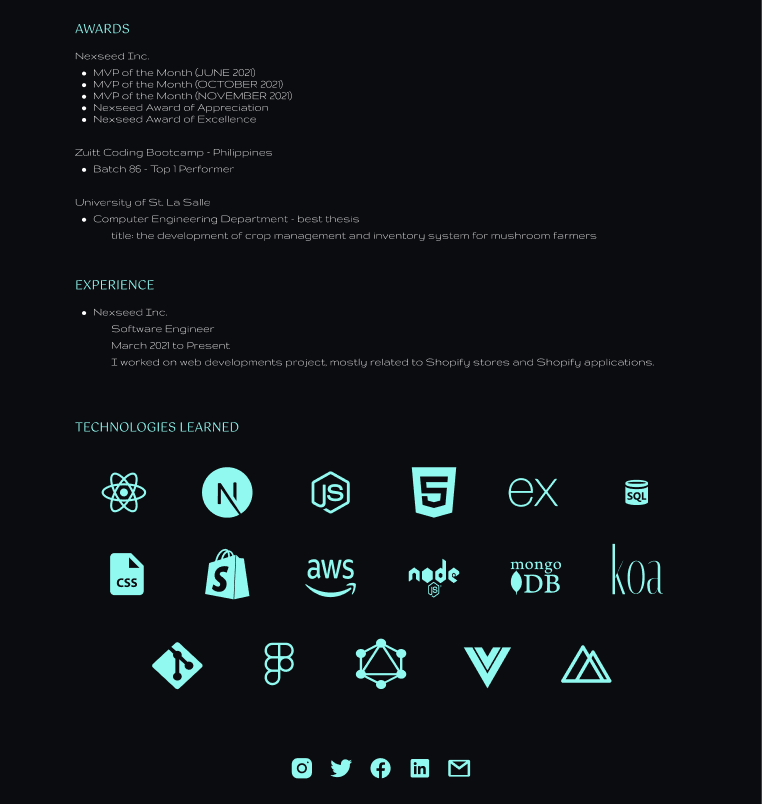 AWARDS
Nexseed Inc.
MVP of the Month (JUNE 2021)
MVP of the Month (OCTOBER 2021)
MVP of the Month (NOVEMBER 2021)
Nexseed Award of Appreciation
Nexseed Award of Excellence
Zuitt Coding Bootcamp - Philippines
Batch 86 - Top 1 Performer
University of St. La Salle
Computer Engineering Department - best thesis
title: the development of crop management and inventory system for mushroom farmers
EXPERIENCE
Nexseed Inc.
Software Engineer
March 2021 to Present
I worked on web developments project, mostly related to Shopify stores and Shopify applications.
TECHNOLOGIES LEARNED
N JS 5 ex SQL
CSS S aws node JS mongo DB koa
in